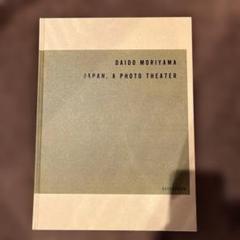 DAIDO MORIYAMA
JAPAN, A PHOTO THEATER